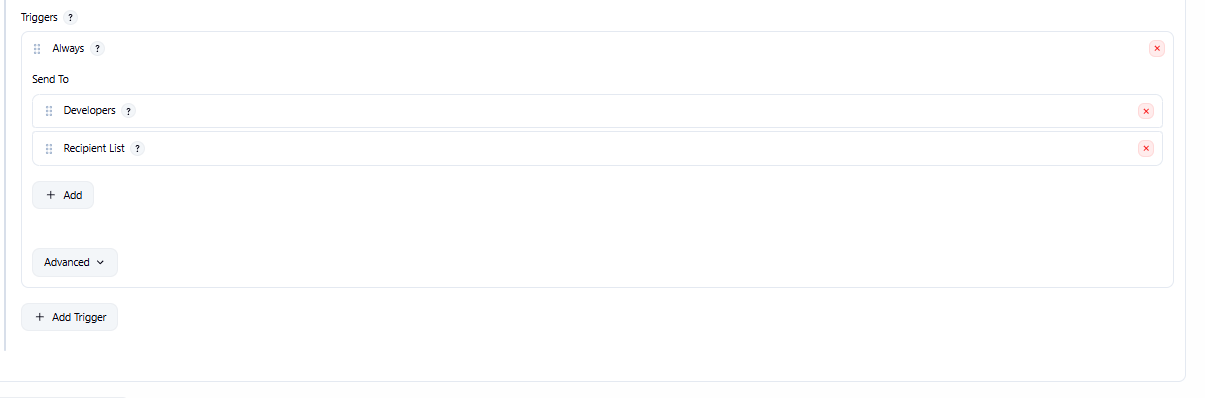 Triggers ?
Always ?
Send To
Developers ?
Recipient List ?
+ Add
Advanced
+ Add Trigger